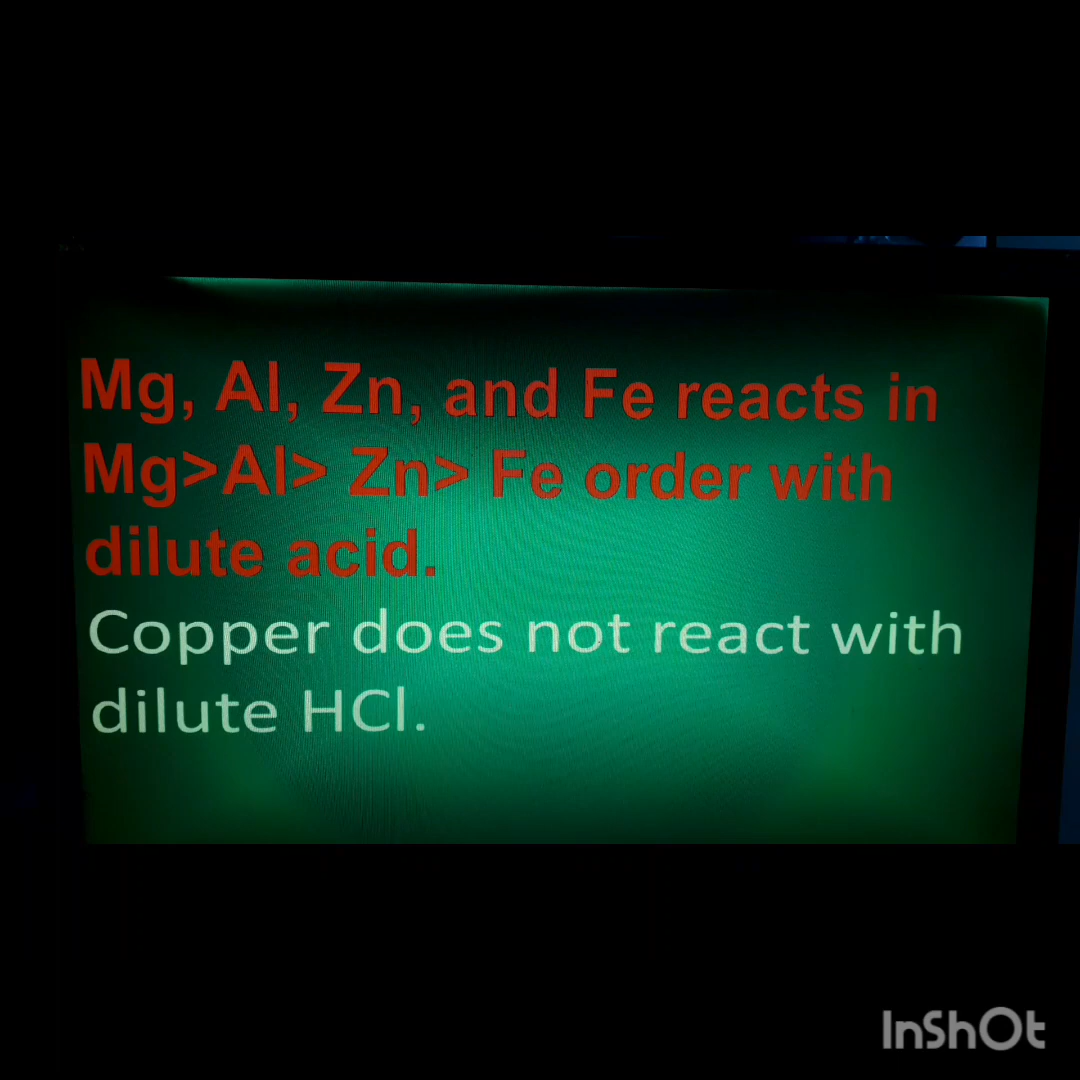 Mg, Al, Zn, and Fe reacts in
Mg>Al> Zn> Fe order with
dilute acid.
Copper does not react with
dilute HCl.
InShOt